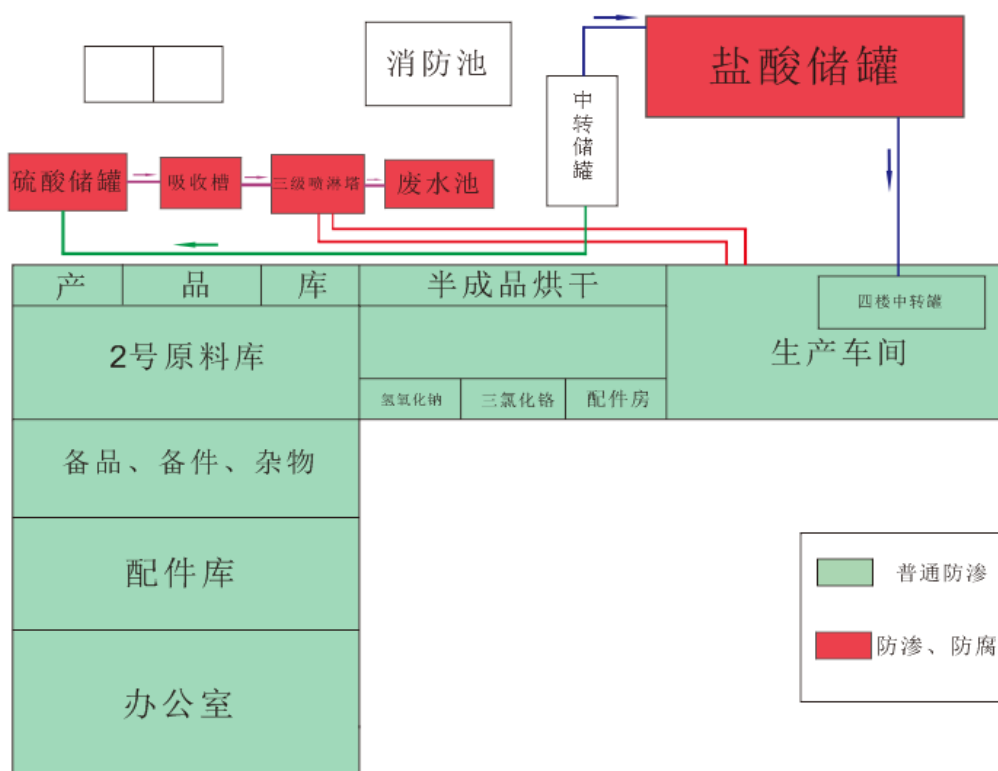 消防池
盐酸储罐
中转储罐
硫酸储罐
吸收槽
三级喷淋塔
废水池
产品库
半成品烘干
四楼中转罐
2号原料库
生产车间
氢氧化钠
三氯化铬
配件房
备品、备件、杂物
配件库
普通防渗
防渗、防腐
办公室